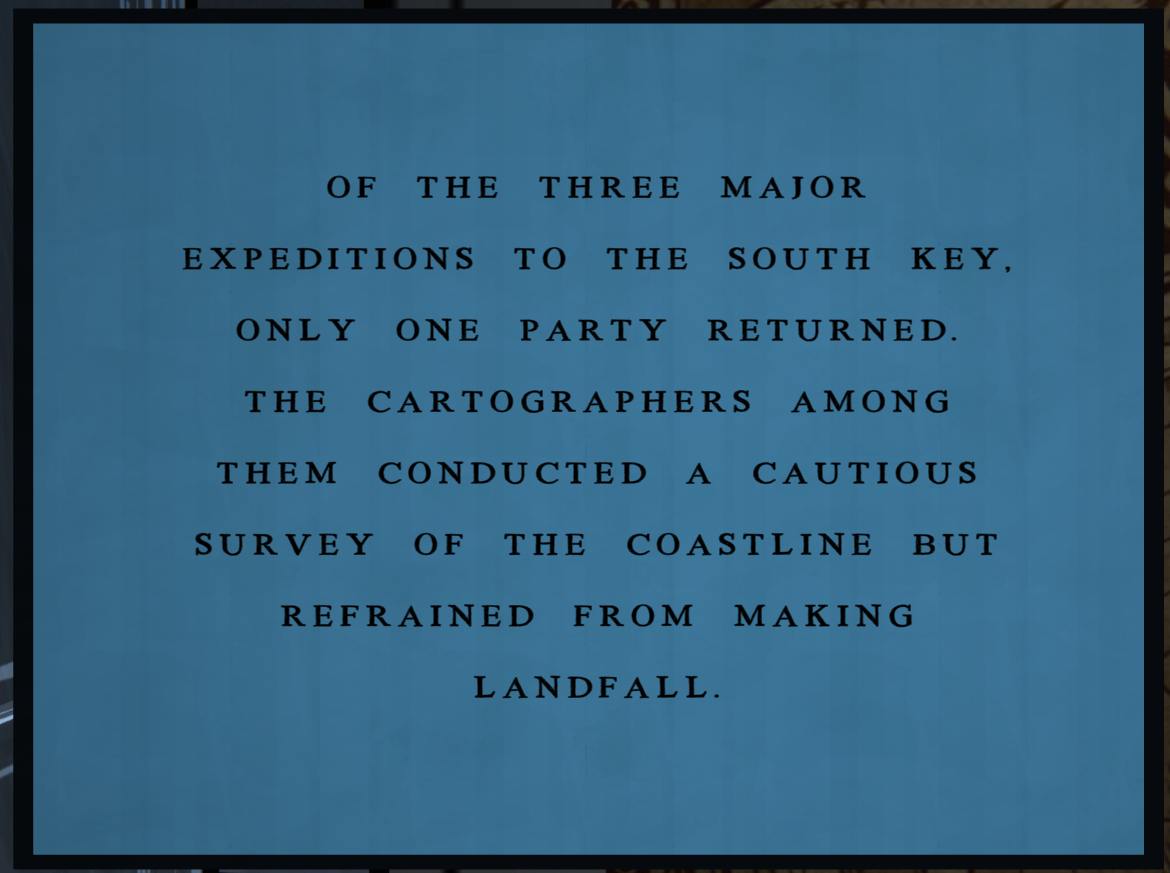 OF THE THREE MAJOR
EXPEDITIONS TO THE SOUTH KEY,
ONLY ONE PARTY RETURNED.
THE CARTOGRAPHERS AMONG
THEM CONDUCTED A CAUTIOUS
SURVEY OF THE COASTLINE BUT
REFRAINED FROM MAKING
LANDFALL.